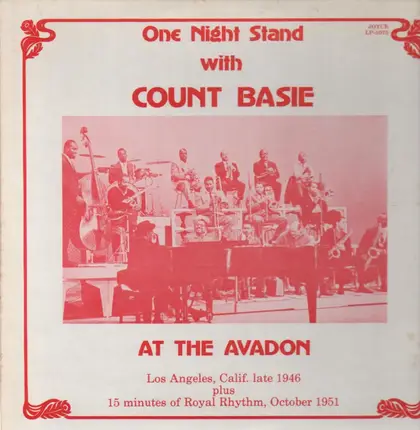 JOYCE
One Night Stand
with
COUNT BASIE
AT THE AVADON
Los Angeles, Calif. late 1946
plus
15 minutes of Royal Rhythm, October 1951